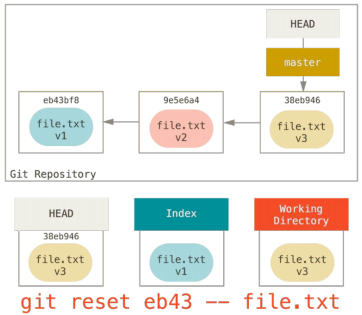 HEAD
master
eb43bf8
9e5e6a4
38eb946
file.txt
v1
file.txt
v2
file.txt
v3
Git Repository
HEAD
Index
Working
Directory
38eb946
file.txt
v3
file.txt
v1
file.txt
v3
git reset eb43 -- file.txt